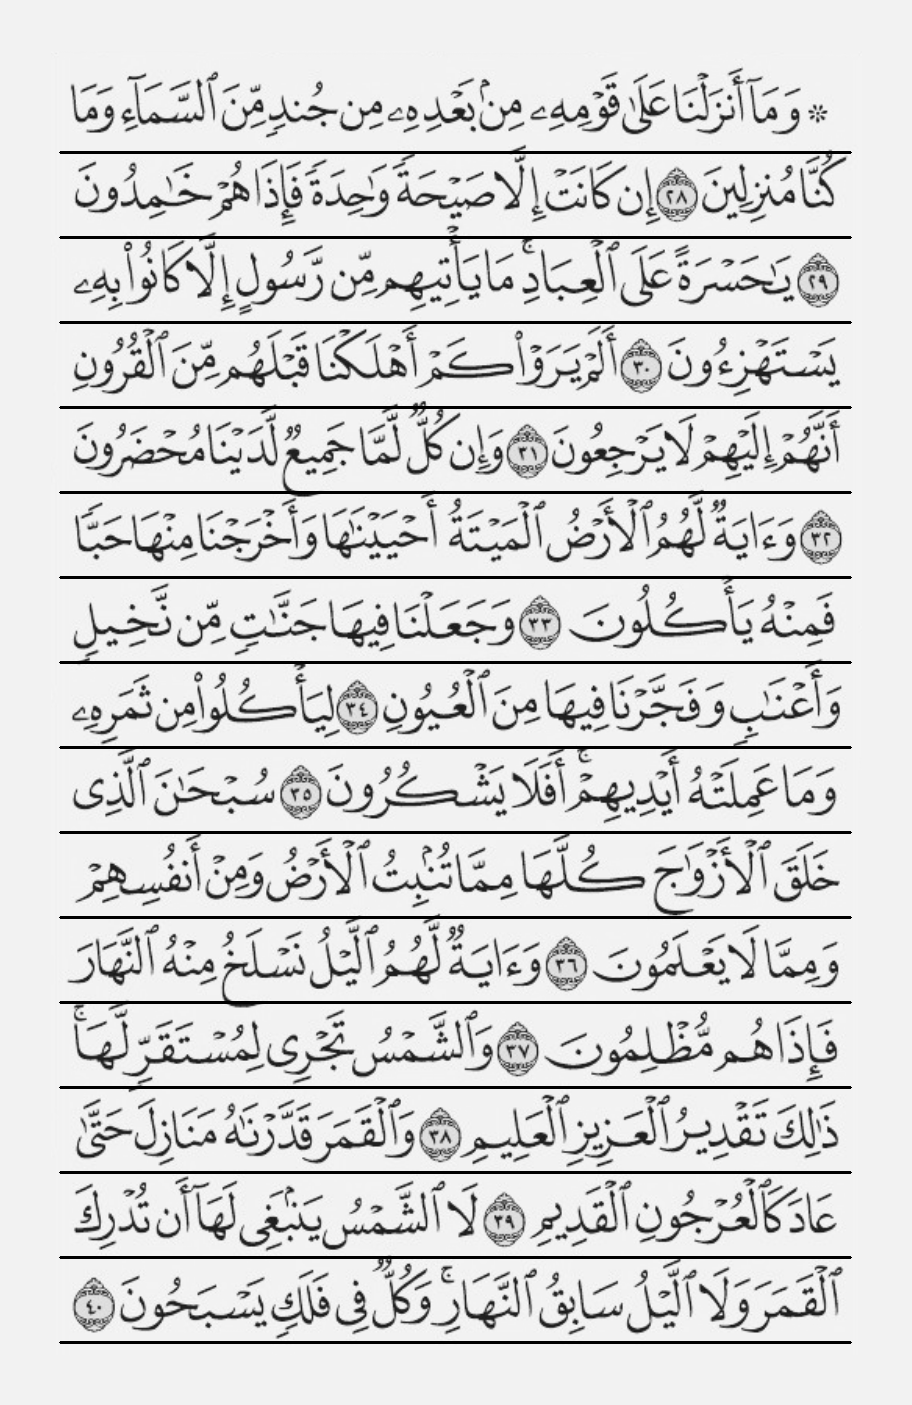 ۞ وَمَآ أَنزَلْنَا عَلَىٰ قَوْمِهِۦ مِنۢ بَعْدِهِۦ مِن جُندٍ مِّنَ ٱلسَّمَآءِ وَمَا
كُنَّا مُنزِلِينَ ٢٨ إِن كَانَتْ إِلَّا صَيْحَةً وَٰحِدَةً فَإِذَا هُمْ خَـٰمِدُونَ
٢٩ يَـٰحَسْرَةً عَلَى ٱلْعِبَادِ ۚ مَا يَأْتِيهِم مِّن رَّسُولٍ إِلَّا كَانُوا۟ بِهِۦ
يَسْتَهْزِءُونَ ٣٠ أَلَمْ يَرَوْا۟ كَمْ أَهْلَكْنَا قَبْلَهُم مِّنَ ٱلْقُرُونِ
أَنَّهُمْ إِلَيْهِمْ لَا يَرْجِعُونَ ٣١ وَإِن كُلٌّ لَّمَّا جَمِيعٌ لَّدَيْنَا مُحْضَرُونَ
٣٢ وَءَايَةٌ لَّهُمُ ٱلْأَرْضُ ٱلْمَيْتَةُ أَحْيَيْنَـٰهَا وَأَخْرَجْنَا مِنْهَا حَبًّا
فَمِنْهُ يَأْكُلُونَ ٣٣ وَجَعَلْنَا فِيهَا جَنَّـٰتٍ مِّن نَّخِيلٍ
وَأَعْنَـٰبٍ وَفَجَّرْنَا فِيهَا مِنَ ٱلْعُيُونِ ٣٤ لِيَأْكُلُوا۟ مِن ثَمَرِهِۦ
وَمَا عَمِلَتْهُ أَيْدِيهِمْ ۚ أَفَلَا يَشْكُرُونَ ٣٥ سُبْحَـٰنَ ٱلَّذِى
خَلَقَ ٱلْأَزْوَٰجَ كُلَّهَا مِمَّا تُنۢبِتُ ٱلْأَرْضُ وَمِنْ أَنفُسِهِمْ
وَمِمَّا لَا يَعْلَمُونَ ٣٦ وَءَايَةٌ لَّهُمُ ٱلَّيْلُ نَسْلَخُ مِنْهُ ٱلنَّهَارَ
فَإِذَا هُم مُّظْلِمُونَ ٣٧ وَٱلشَّمْسُ تَجْرِى لِمُسْتَقَرٍّ لَّهَا ۚ
ذَٰلِكَ تَقْدِيرُ ٱلْعَزِيزِ ٱلْعَلِيمِ ٣٨ وَٱلْقَمَرَ قَدَّرْنَـٰهُ مَنَازِلَ حَتَّىٰ
عَادَ كَٱلْعُرْجُونِ ٱلْقَدِيمِ ٣٩ لَا ٱلشَّمْسُ يَنۢبَغِى لَهَآ أَن تُدْرِكَ
ٱلْقَمَرَ وَلَا ٱلَّيْلُ سَابِقُ ٱلنَّهَارِ ۚ وَكُلٌّ فِى فَلَكٍ يَسْبَحُونَ ٤٠